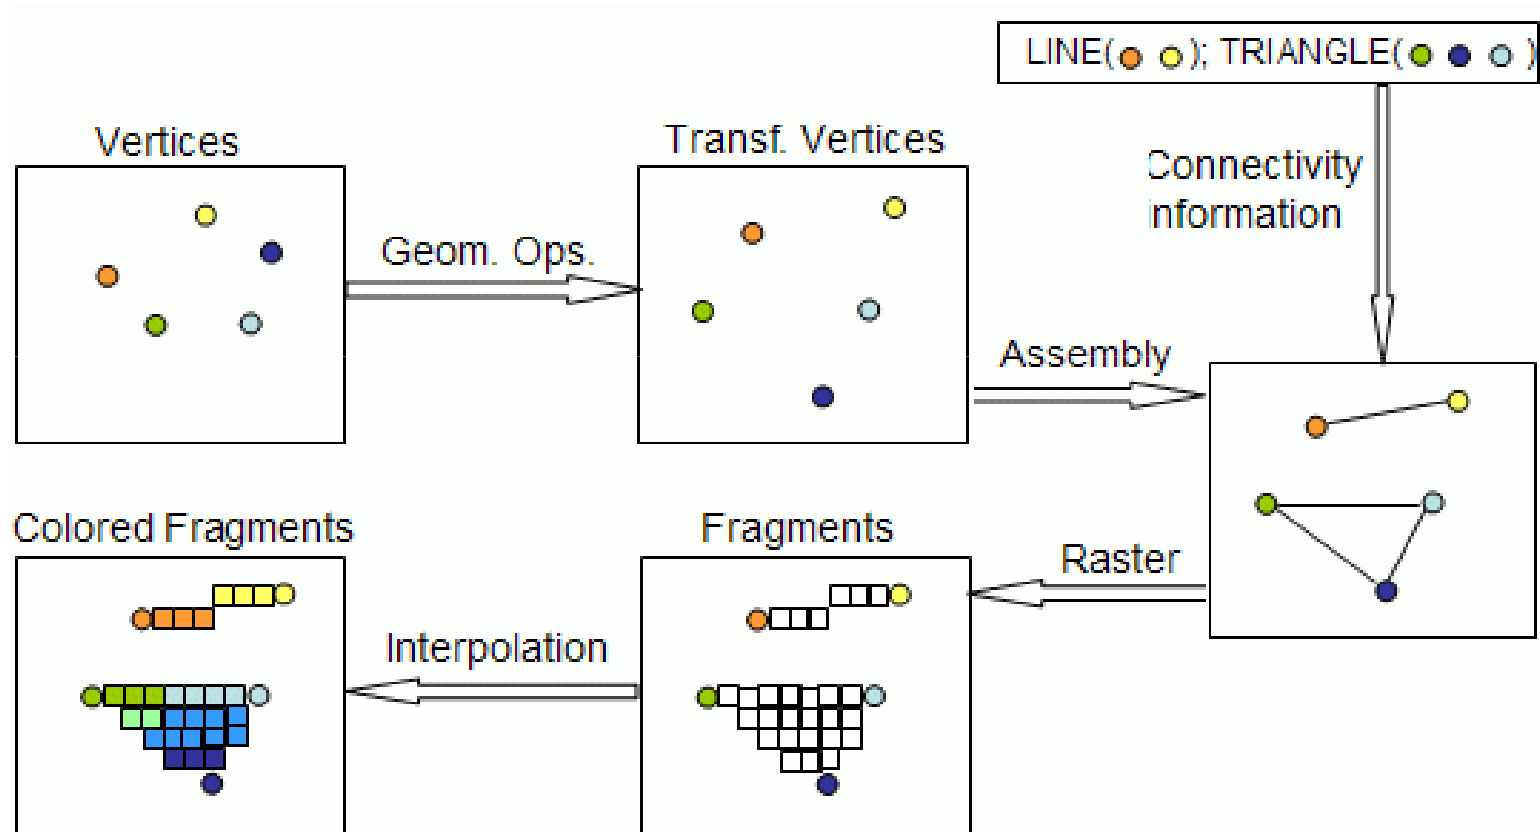 LINE( ); TRIANGLE( )
Vertices
Transf. Vertices
Connectivity
information
Geom. Ops.
Assembly
Colored Fragments
Fragments
Raster
Interpolation